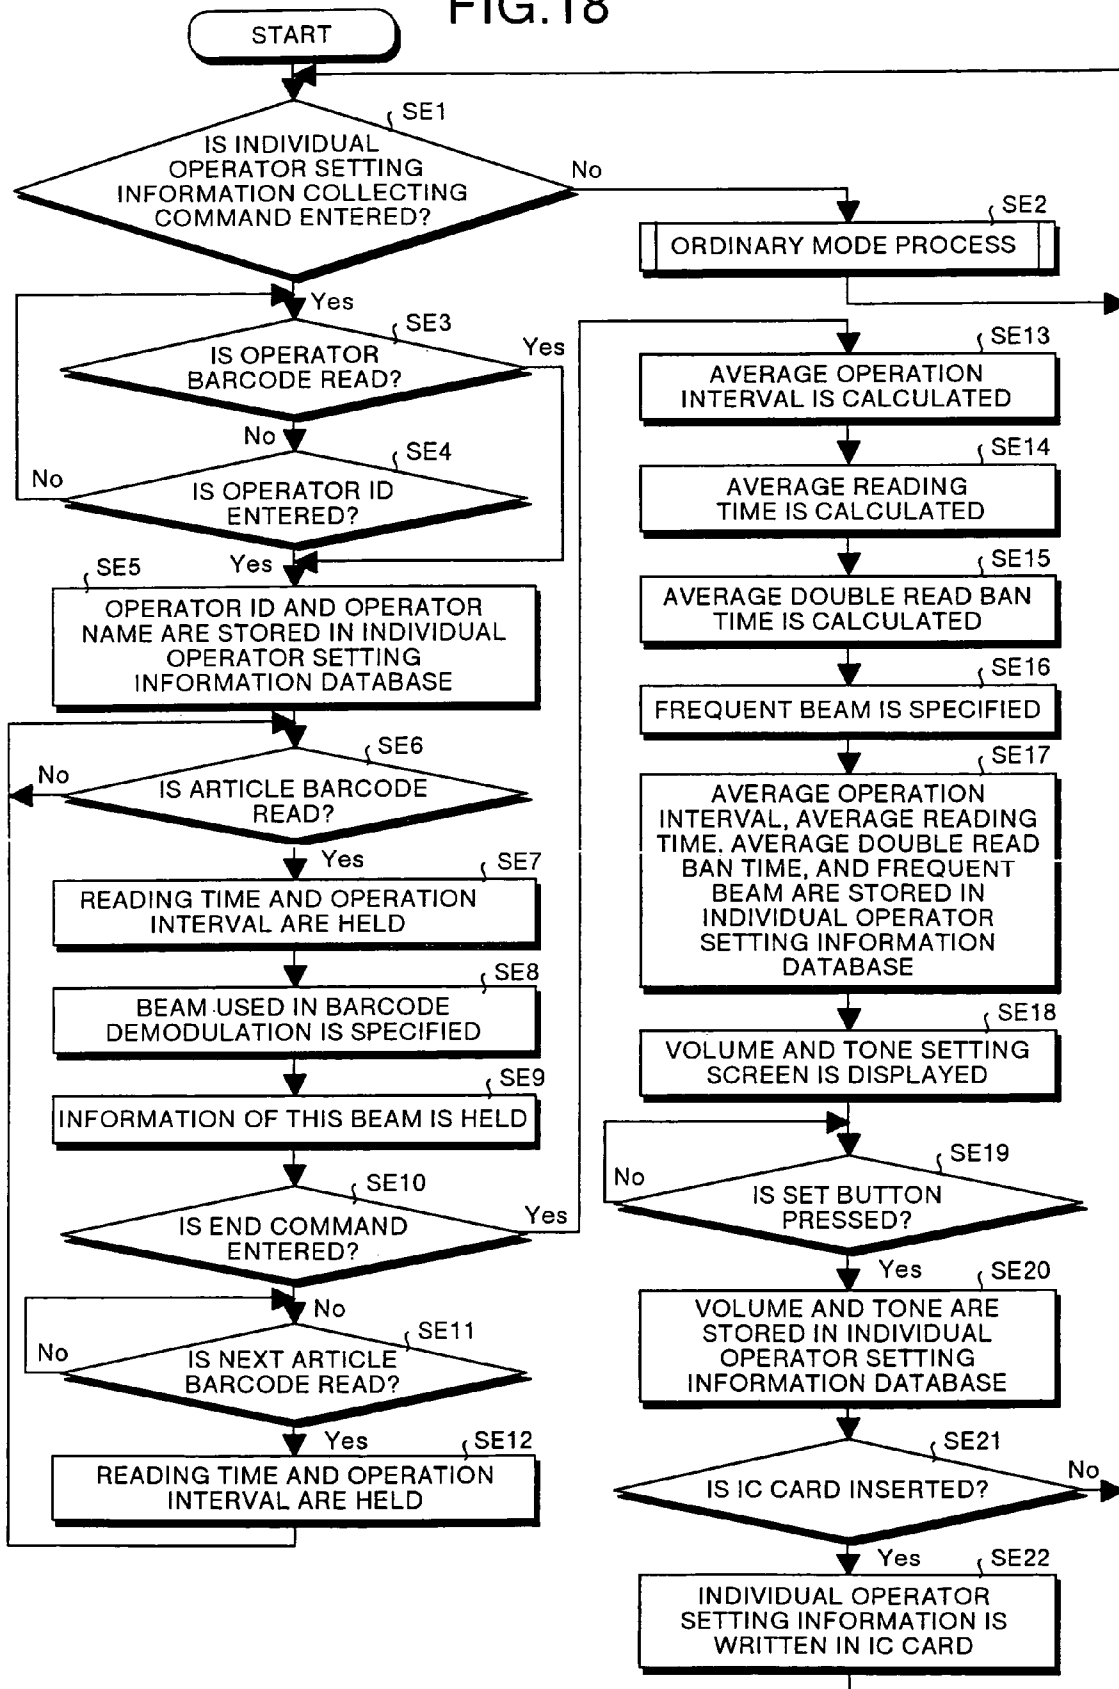 FIG.18
START
SE1
IS INDIVIDUAL
OPERATOR SETTING
INFORMATION COLLECTING
COMMAND ENTERED?
No
Yes
SE2
ORDINARY MODE PROCESS
SE3
IS OPERATOR
BARCODE READ?
Yes
No
SE4
IS OPERATOR ID
ENTERED?
No
Yes
SE5
OPERATOR ID AND OPERATOR
NAME ARE STORED IN INDIVIDUAL
OPERATOR SETTING
INFORMATION DATABASE
SE6
IS ARTICLE BARCODE
READ?
No
Yes
SE7
READING TIME AND OPERATION
INTERVAL ARE HELD
SE8
BEAM USED IN BARCODE
DEMODULATION IS SPECIFIED
SE9
INFORMATION OF THIS BEAM IS HELD
SE10
IS END COMMAND
ENTERED?
Yes
No
SE11
IS NEXT ARTICLE
BARCODE READ?
No
Yes
SE12
READING TIME AND OPERATION
INTERVAL ARE HELD
SE13
AVERAGE OPERATION
INTERVAL IS CALCULATED
SE14
AVERAGE READING
TIME IS CALCULATED
SE15
AVERAGE DOUBLE READ BAN
TIME IS CALCULATED
SE16
FREQUENT BEAM IS SPECIFIED
SE17
AVERAGE OPERATION
INTERVAL, AVERAGE READING
TIME, AVERAGE DOUBLE READ
BAN TIME, AND FREQUENT
BEAM ARE STORED IN
INDIVIDUAL OPERATOR
SETTING INFORMATION
DATABASE
SE18
VOLUME AND TONE SETTING
SCREEN IS DISPLAYED
SE19
IS SET BUTTON
PRESSED?
No
Yes
SE20
VOLUME AND TONE ARE
STORED IN INDIVIDUAL
OPERATOR SETTING
INFORMATION DATABASE
SE21
IS IC CARD INSERTED?
No
Yes
SE22
INDIVIDUAL OPERATOR
SETTING INFORMATION IS
WRITTEN IN IC CARD